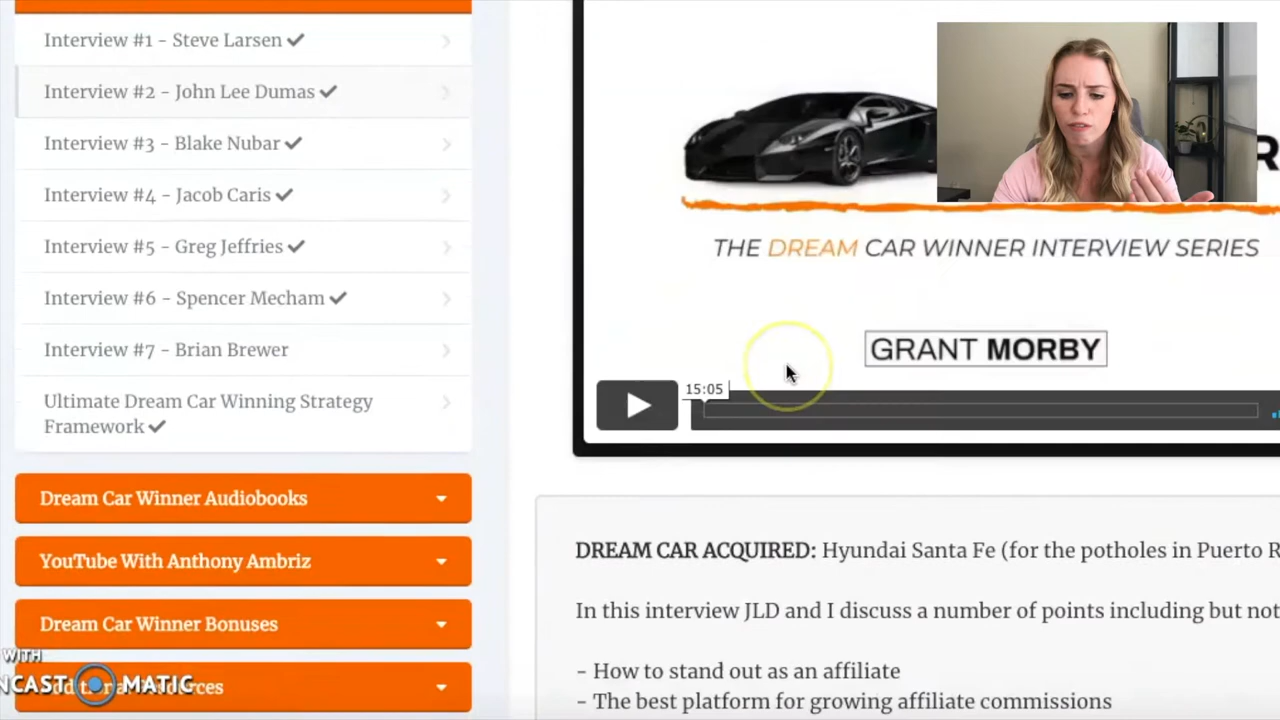 Interview #1 - Steve Larsen
Interview #2 - John Lee Dumas
Interview #3 - Blake Nubar
Interview #4 - Jacob Caris
Interview #5 - Greg Jeffries
Interview #6 - Spencer Mecham
Interview #7 - Brian Brewer
Ultimate Dream Car Winning Strategy
Framework
Dream Car Winner Audiobooks
YouTube With Anthony Ambriz
Dream Car Winner Bonuses
WITH
NCAST MATIC
R
THE DREAM CAR WINNER INTERVIEW SERIES
GRANT MORBY
15:05
DREAM CAR ACQUIRED: Hyundai Santa Fe (for the potholes in Puerto R
In this interview JLD and I discuss a number of points including but not
- How to stand out as an affiliate
- The best platform for growing affiliate commissions